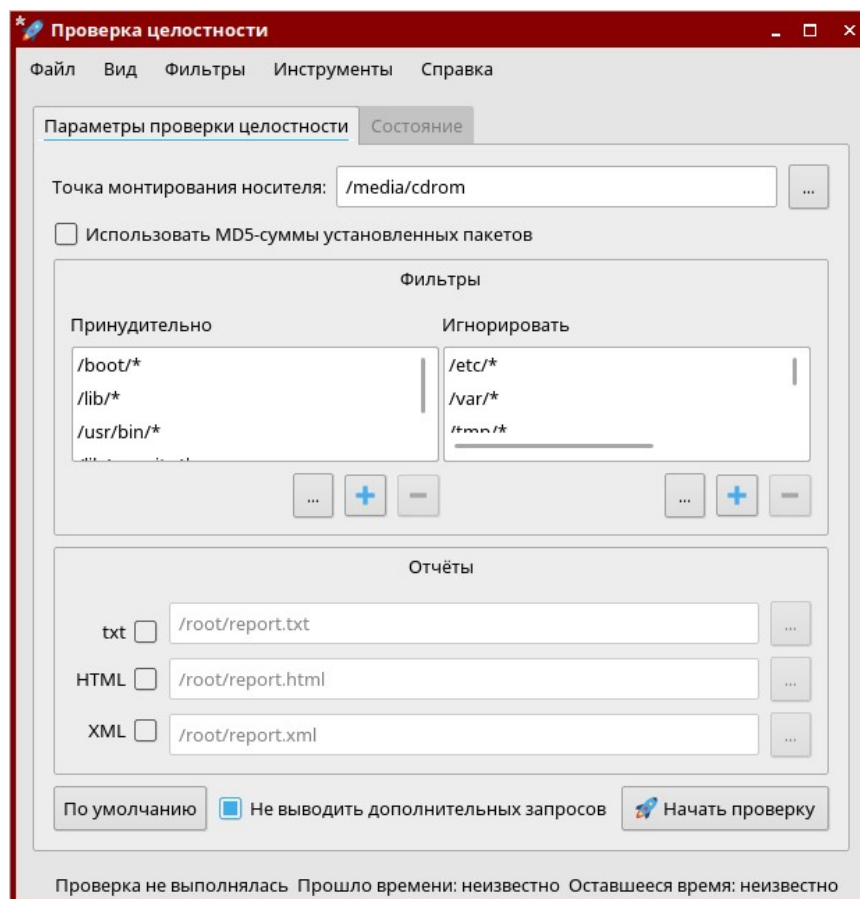 Проверка целостности
Файл Вид Фильтры Инструменты Справка
Параметры проверки целостности Состояние
Точка монтирования носителя: /media/cdrom ...
Использовать MD5-суммы установленных пакетов
Фильтры
Принудительно Игнорировать
/boot/* /etc/*
/lib/* /var/*
/usr/bin/* /tmp/*
... + − ... + −
Отчёты
txt /root/report.txt ...
HTML /root/report.html ...
XML /root/report.xml ...
По умолчанию Не выводить дополнительных запросов Начать проверку
Проверка не выполнялась Прошло времени: неизвестно Оставшееся время: неизвестно